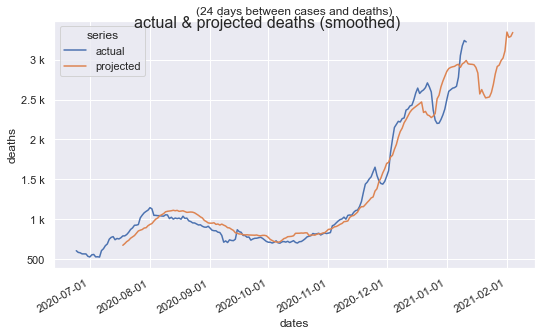 (24 days between cases and deaths)
actual & projected deaths (smoothed)
series
actual
projected
deaths
3 k
2.5 k
2 k
1.5 k
1 k
500
2020-07-01
2020-08-01
2020-09-01
2020-10-01
2020-11-01
2020-12-01
2021-01-01
2021-02-01
dates